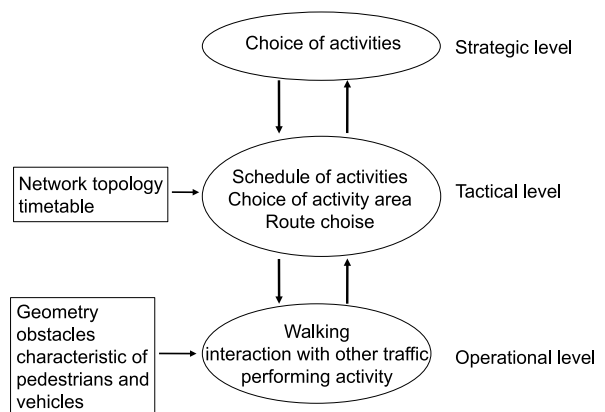 Choice of activities
Strategic level
Network topology
timetable
Schedule of activities
Choice of activity area
Route choise
Tactical level
Geometry
obstacles
characteristic of
pedestrians and
vehicles
Walking
interaction with other traffic
performing activity
Operational level